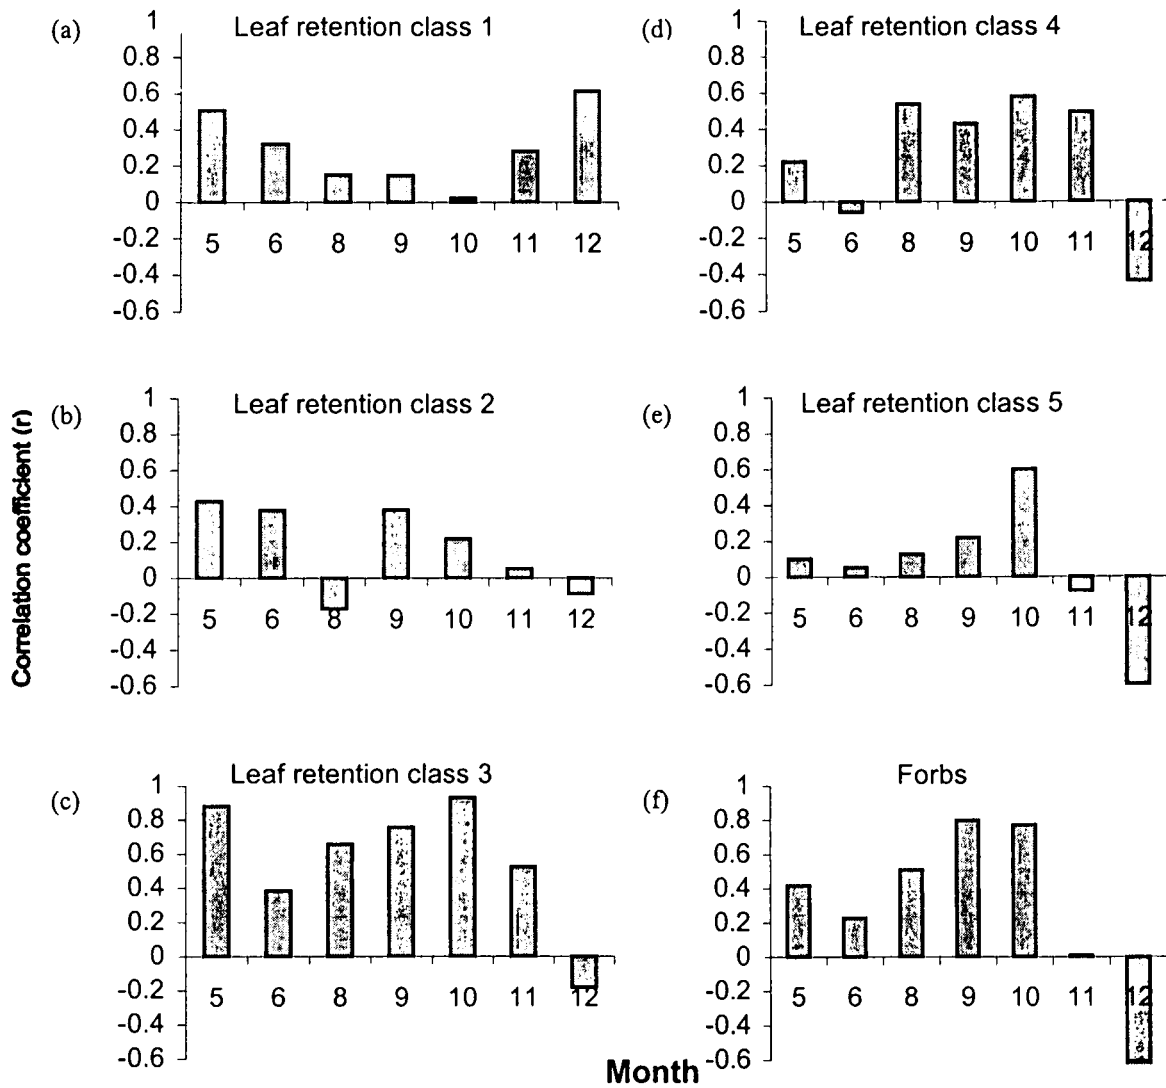 (a)
Leaf retention class 1
1
0.8
0.6
0.4
0.2
0
-0.2
-0.4
-0.6
5 6 8 9 10 11 12
(d)
Leaf retention class 4
1
0.8
0.6
0.4
0.2
0
-0.2
-0.4
-0.6
5 6 8 9 10 11 12
Correlation coefficient (r)
(b)
Leaf retention class 2
1
0.8
0.6
0.4
0.2
0
-0.2
-0.4
-0.6
5 6 8 9 10 11 12
(e)
Leaf retention class 5
1
0.8
0.6
0.4
0.2
0
-0.2
-0.4
-0.6
5 6 8 9 10 11 12
(c)
Leaf retention class 3
1
0.8
0.6
0.4
0.2
0
-0.2
-0.4
-0.6
5 6 8 9 10 11 12
(f)
Forbs
1
0.8
0.6
0.4
0.2
0
-0.2
-0.4
-0.6
5 6 8 9 10 11 12
Month